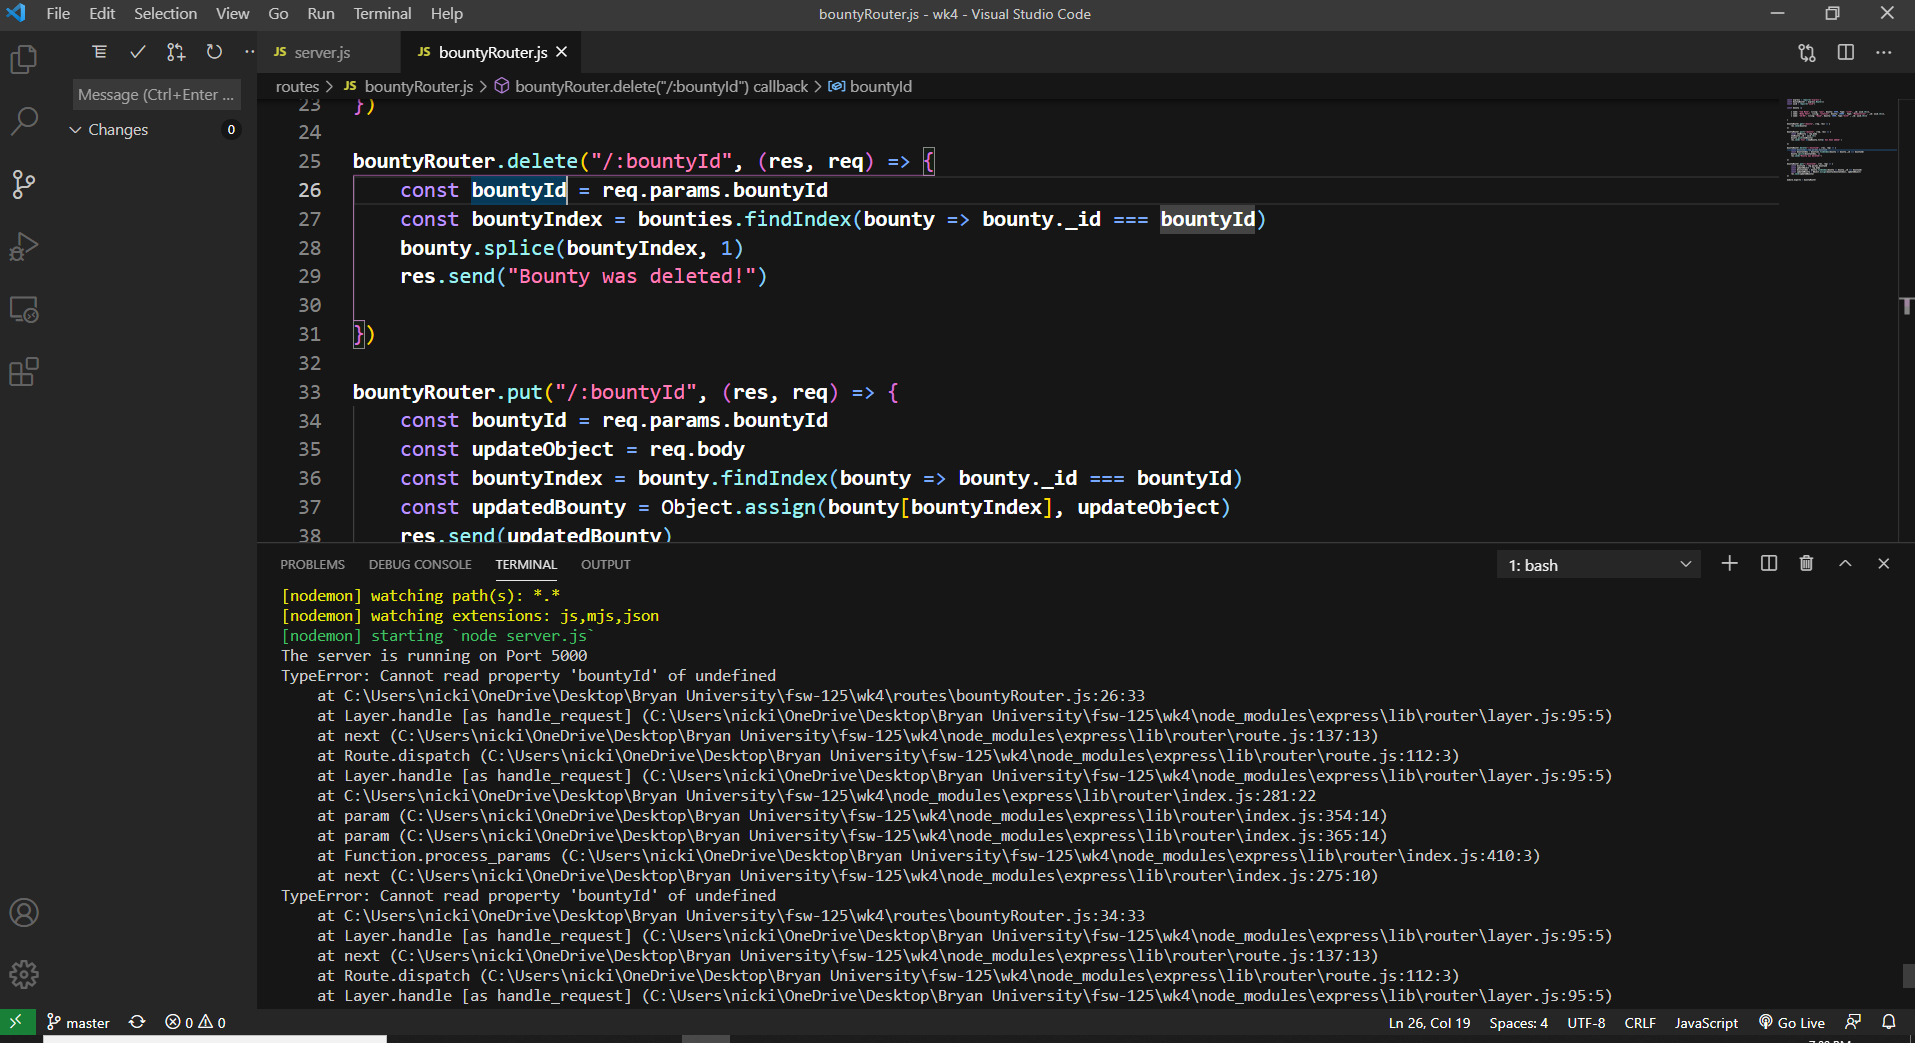 File Edit Selection View Go Run Terminal Help
bountyRouter.js - wk4 - Visual Studio Code
JS server.js
JS bountyRouter.js
Message (Ctrl+Enter ...
Changes 0
routes > JS bountyRouter.js > bountyRouter.delete("/:bountyId") callback > bountyId
23 })
24
25 bountyRouter.delete("/:bountyId", (res, req) => {
26     const bountyId = req.params.bountyId
27     const bountyIndex = bounties.findIndex(bounty => bounty._id === bountyId)
28     bounty.splice(bountyIndex, 1)
29     res.send("Bounty was deleted!")
30
31 })
32
33 bountyRouter.put("/:bountyId", (res, req) => {
34     const bountyId = req.params.bountyId
35     const updateObject = req.body
36     const bountyIndex = bounty.findIndex(bounty => bounty._id === bountyId)
37     const updatedBounty = Object.assign(bounty[bountyIndex], updateObject)
38     res.send(updatedBounty)
PROBLEMS DEBUG CONSOLE TERMINAL OUTPUT 1: bash
[nodemon] watching path(s): *.*
[nodemon] watching extensions: js,mjs,json
[nodemon] starting `node server.js`
The server is running on Port 5000
TypeError: Cannot read property 'bountyId' of undefined
    at C:\Users\nicki\OneDrive\Desktop\Bryan University\fsw-125\wk4\routes\bountyRouter.js:26:33
    at Layer.handle [as handle_request] (C:\Users\nicki\OneDrive\Desktop\Bryan University\fsw-125\wk4\node_modules\express\lib\router\layer.js:95:5)
    at next (C:\Users\nicki\OneDrive\Desktop\Bryan University\fsw-125\wk4\node_modules\express\lib\router\route.js:137:13)
    at Route.dispatch (C:\Users\nicki\OneDrive\Desktop\Bryan University\fsw-125\wk4\node_modules\express\lib\router\route.js:112:3)
    at Layer.handle [as handle_request] (C:\Users\nicki\OneDrive\Desktop\Bryan University\fsw-125\wk4\node_modules\express\lib\router\layer.js:95:5)
    at C:\Users\nicki\OneDrive\Desktop\Bryan University\fsw-125\wk4\node_modules\express\lib\router\index.js:281:22
    at param (C:\Users\nicki\OneDrive\Desktop\Bryan University\fsw-125\wk4\node_modules\express\lib\router\index.js:354:14)
    at param (C:\Users\nicki\OneDrive\Desktop\Bryan University\fsw-125\wk4\node_modules\express\lib\router\index.js:365:14)
    at Function.process_params (C:\Users\nicki\OneDrive\Desktop\Bryan University\fsw-125\wk4\node_modules\express\lib\router\index.js:410:3)
    at next (C:\Users\nicki\OneDrive\Desktop\Bryan University\fsw-125\wk4\node_modules\express\lib\router\index.js:275:10)
TypeError: Cannot read property 'bountyId' of undefined
    at C:\Users\nicki\OneDrive\Desktop\Bryan University\fsw-125\wk4\routes\bountyRouter.js:34:33
    at Layer.handle [as handle_request] (C:\Users\nicki\OneDrive\Desktop\Bryan University\fsw-125\wk4\node_modules\express\lib\router\layer.js:95:5)
    at next (C:\Users\nicki\OneDrive\Desktop\Bryan University\fsw-125\wk4\node_modules\express\lib\router\route.js:137:13)
    at Route.dispatch (C:\Users\nicki\OneDrive\Desktop\Bryan University\fsw-125\wk4\node_modules\express\lib\router\route.js:112:3)
    at Layer.handle [as handle_request] (C:\Users\nicki\OneDrive\Desktop\Bryan University\fsw-125\wk4\node_modules\express\lib\router\layer.js:95:5)
master 0 0 Ln 26, Col 19 Spaces: 4 UTF-8 CRLF JavaScript Go Live